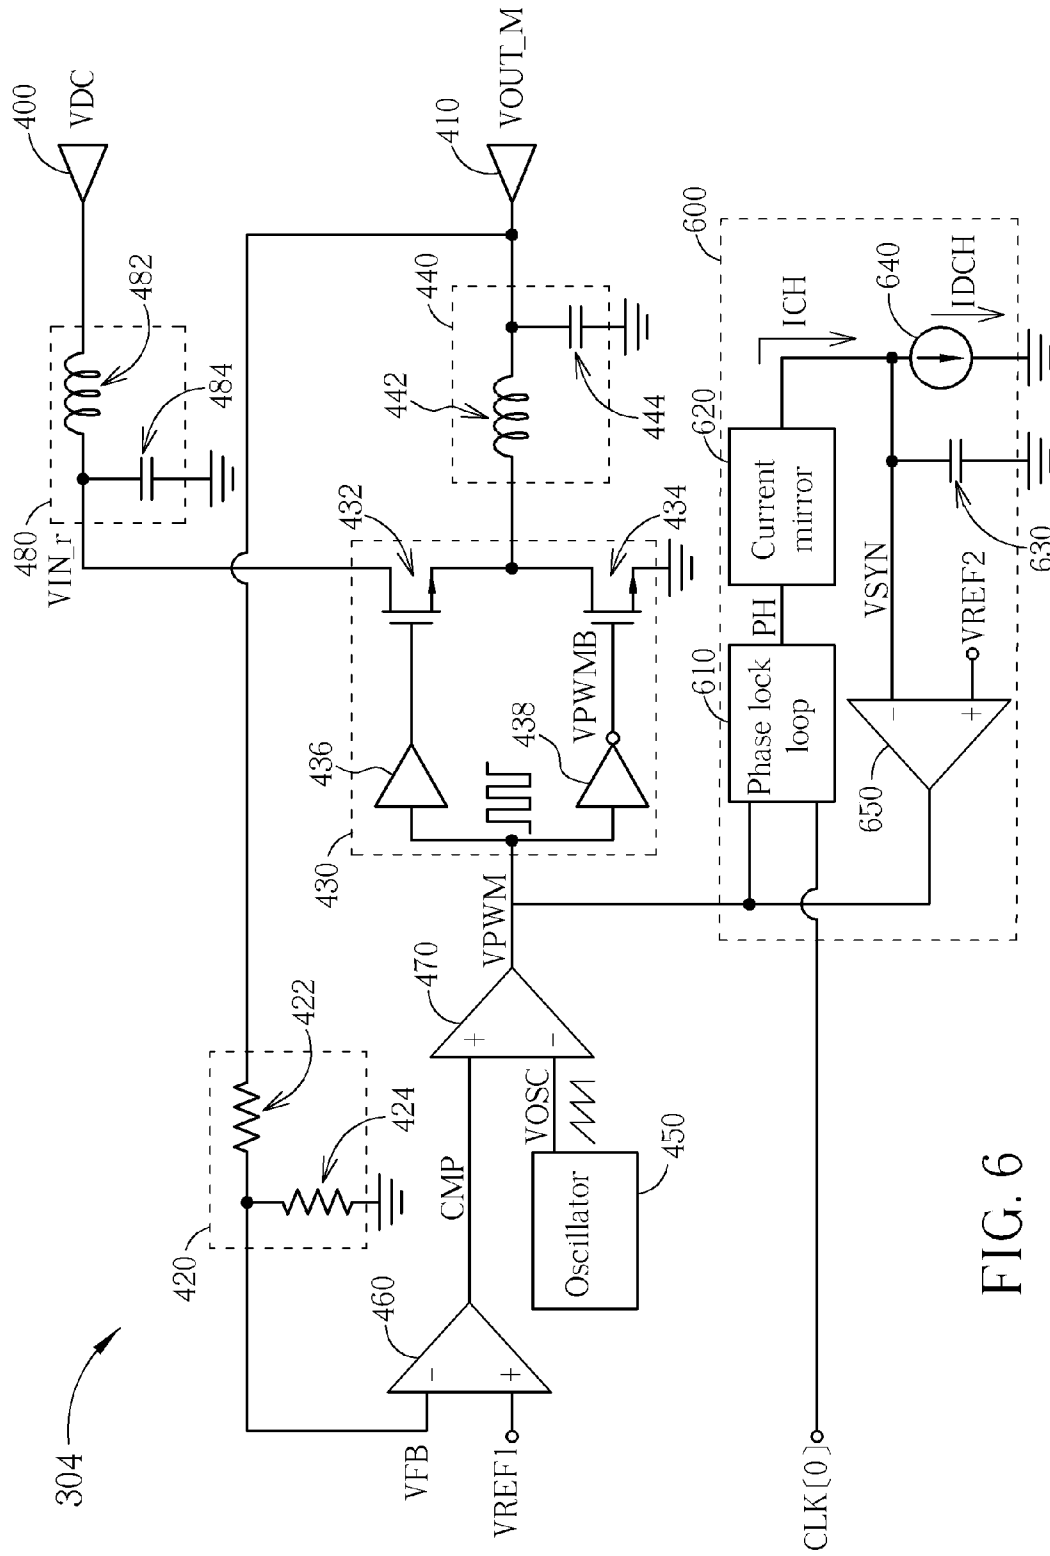 304
400
VDC
482
480
484
VIN_r
410
VOUT_M
440
442
444
432
434
430
436
438
VPWMB
VPWM
470
422
424
420
CMP
VOSC
450
Oscillator
460
VFB
VREF1
-
+
+
-
600
610
Phase lock
loop
PH
620
Current
mirror
ICH
640
IDCH
VSYN
630
VREF2
650
-
+
CLK[0]
FIG. 6